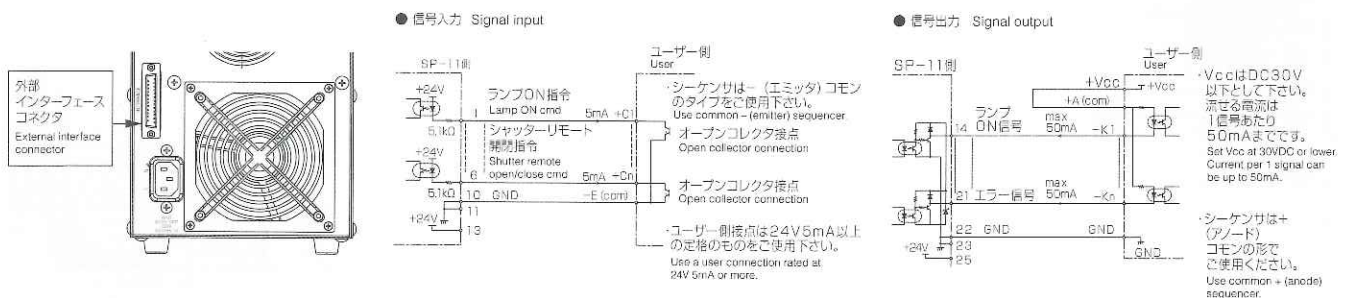 外部
インターフェース
コネクタ
External interface
connector
● 信号入力 Signal input
SP-11側
ユーザー側
User
+24V
ランプON指令
Lamp ON cmd
1
5mA
+C1
5.1kΩ
シャッターリモート
開閉指令
Shutter remote
open/close cmd
+24V
6
5mA
+Cn
5.1kΩ
10
GND
-E (com)
11
+24V
13
・シーケンサは-（エミッタ）コモン
のタイプをご使用下さい。
Use common - (emitter) sequencer
オープンコレクタ接点
Open collector connection
オープンコレクタ接点
Open collector connection
・ユーザー側接点は24V5mA以上
の定格のものをご使用下さい。
Use a user connection rated at
24V 5mA or more.
● 信号出力 Signal output
SP-11側
ユーザー側
User
+Vcc
+Vcc
+A (com)
14
ランプ
ON信号
max
50mA
-K1
21
エラー信号
max
50mA
-Kn
22
GND
GND
GND
+24V
23
25
・VccはDC30V
以下として下さい。
流せる電流は
1信号あたり
50mAまでです。
Set Vcc at 30VDC or lower.
Current per 1 signal can
be up to 50mA.
・シーケンサは+
(アノード)
コモンの形で
ご使用ください。
Use common + (anode)
sequencer.